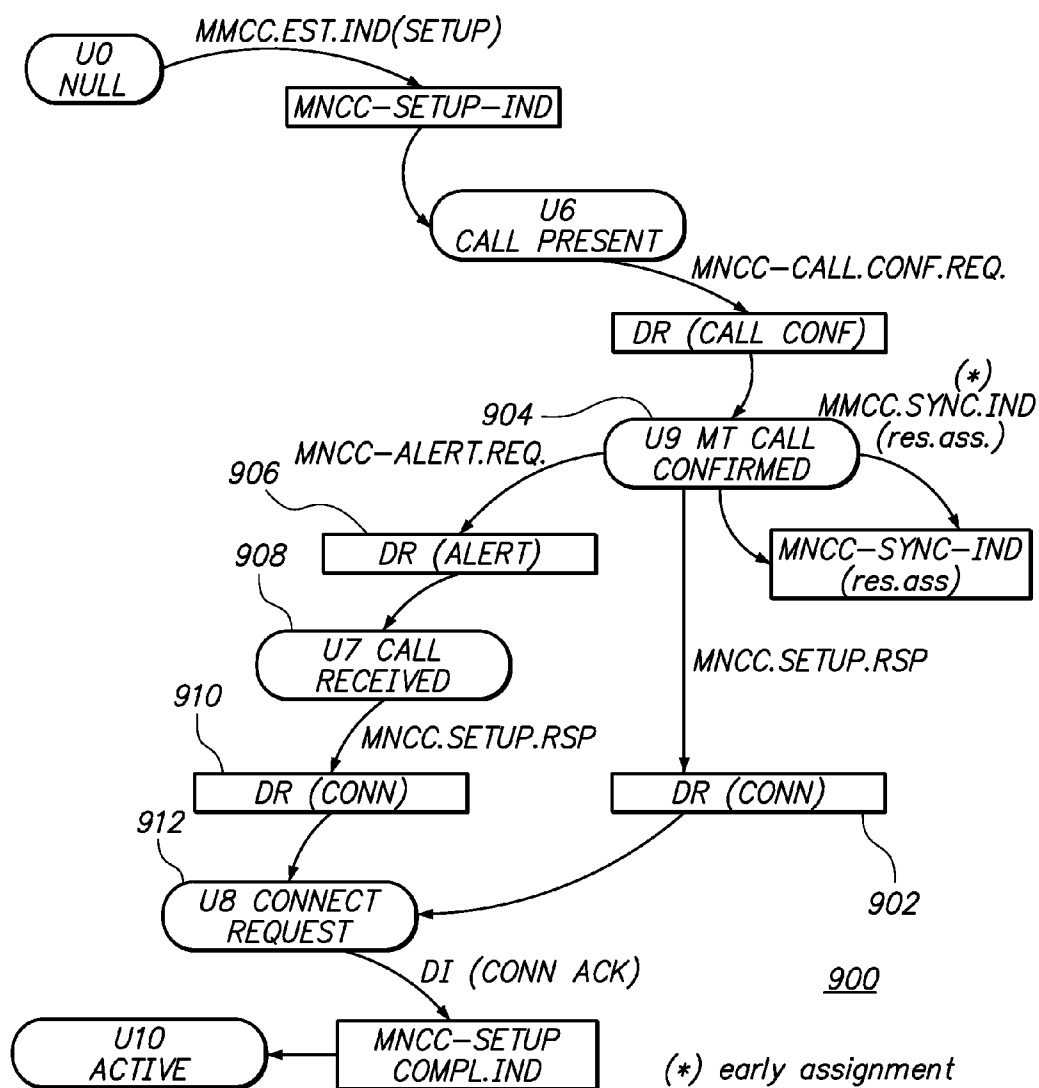 U0
NULL
MMCC.EST.IND(SETUP)
MNCC-SETUP-IND
U6
CALL PRESENT
MNCC-CALL.CONF.REQ.
DR (CALL CONF)
(*)
MMCC.SYNC.IND
(res.ass.)
904
U9 MT CALL
CONFIRMED
MNCC-ALERT.REQ.
906
DR (ALERT)
MNCC-SYNC-IND
(res.ass)
908
U7 CALL
RECEIVED
MNCC.SETUP.RSP
910
MNCC.SETUP.RSP
DR (CONN)
DR (CONN)
912
902
U8 CONNECT
REQUEST
DI (CONN ACK)
900
U10
ACTIVE
MNCC-SETUP
COMPL.IND
(*) early assignment